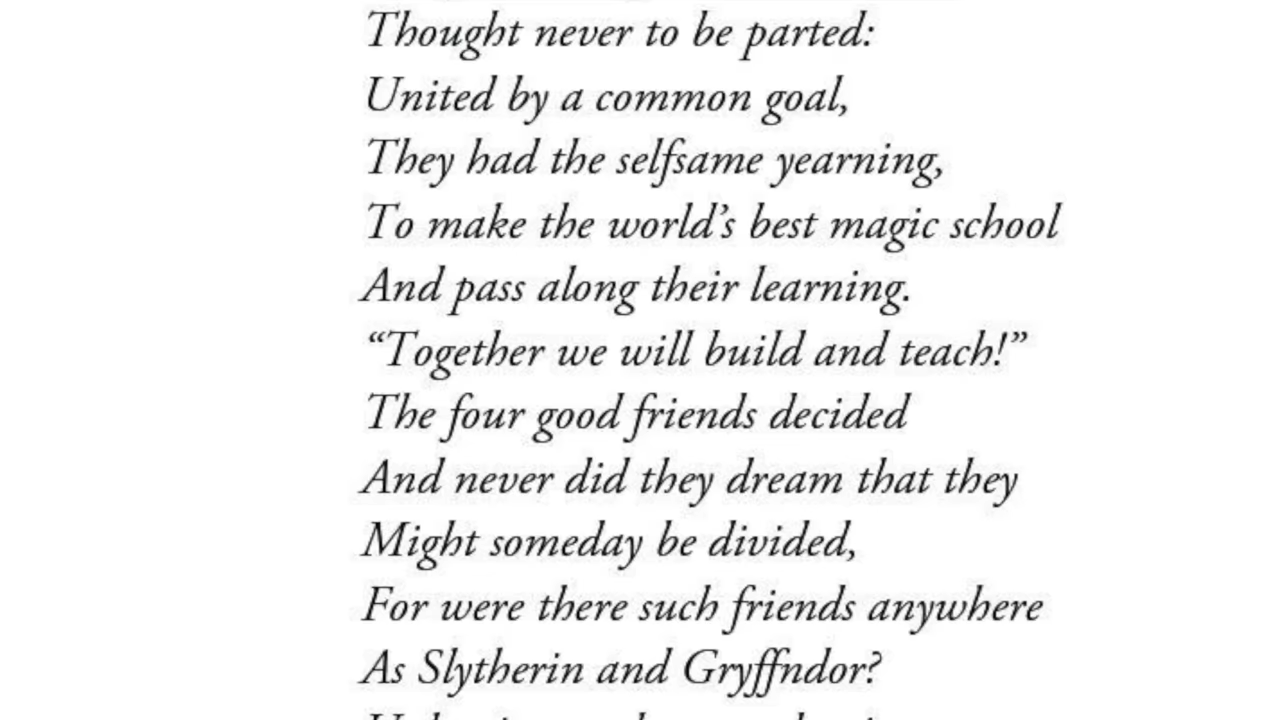 Thought never to be parted:
United by a common goal,
They had the selfsame yearning,
To make the world’s best magic school
And pass along their learning.
“Together we will build and teach!”
The four good friends decided
And never did they dream that they
Might someday be divided,
For were there such friends anywhere
As Slytherin and Gryffndor?